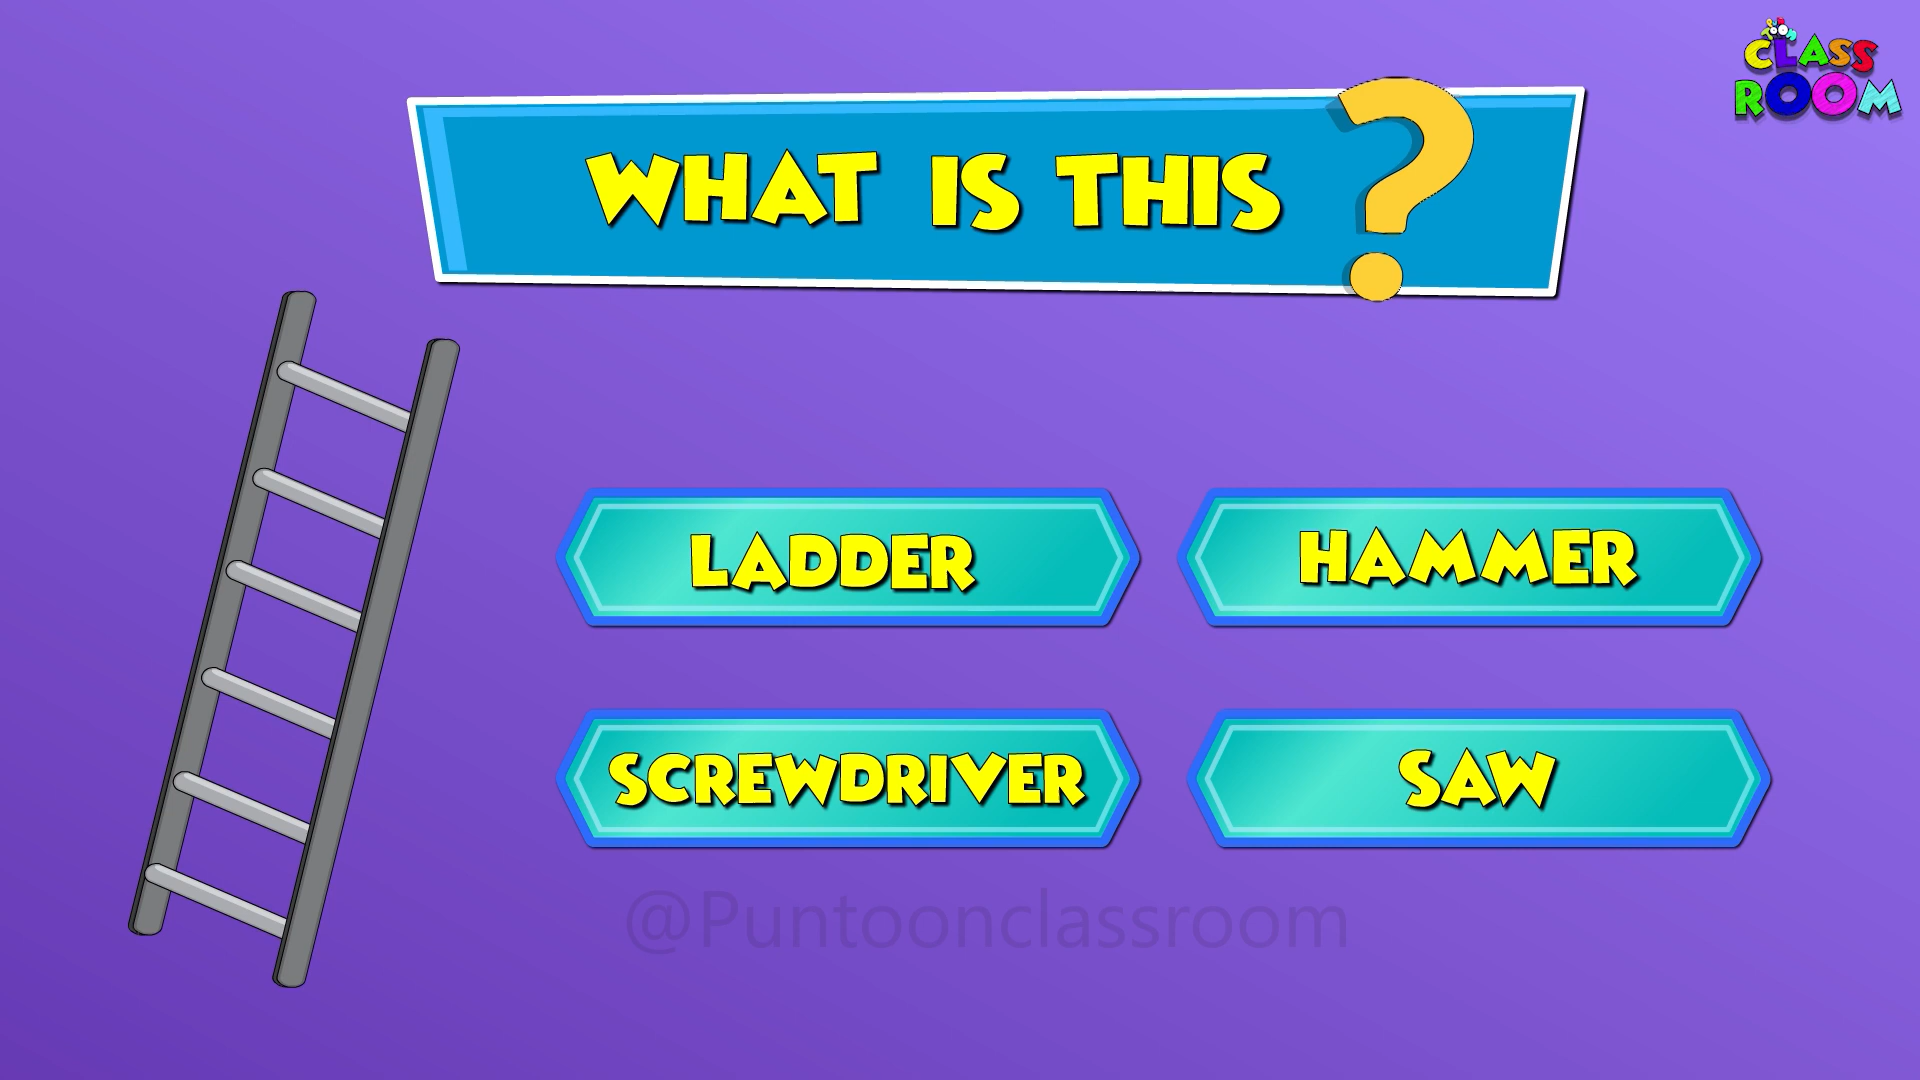 CLASS
ROOM
WHAT IS THIS ?
LADDER
HAMMER
SCREWDRIVER
SAW
@Puntoonclassroom